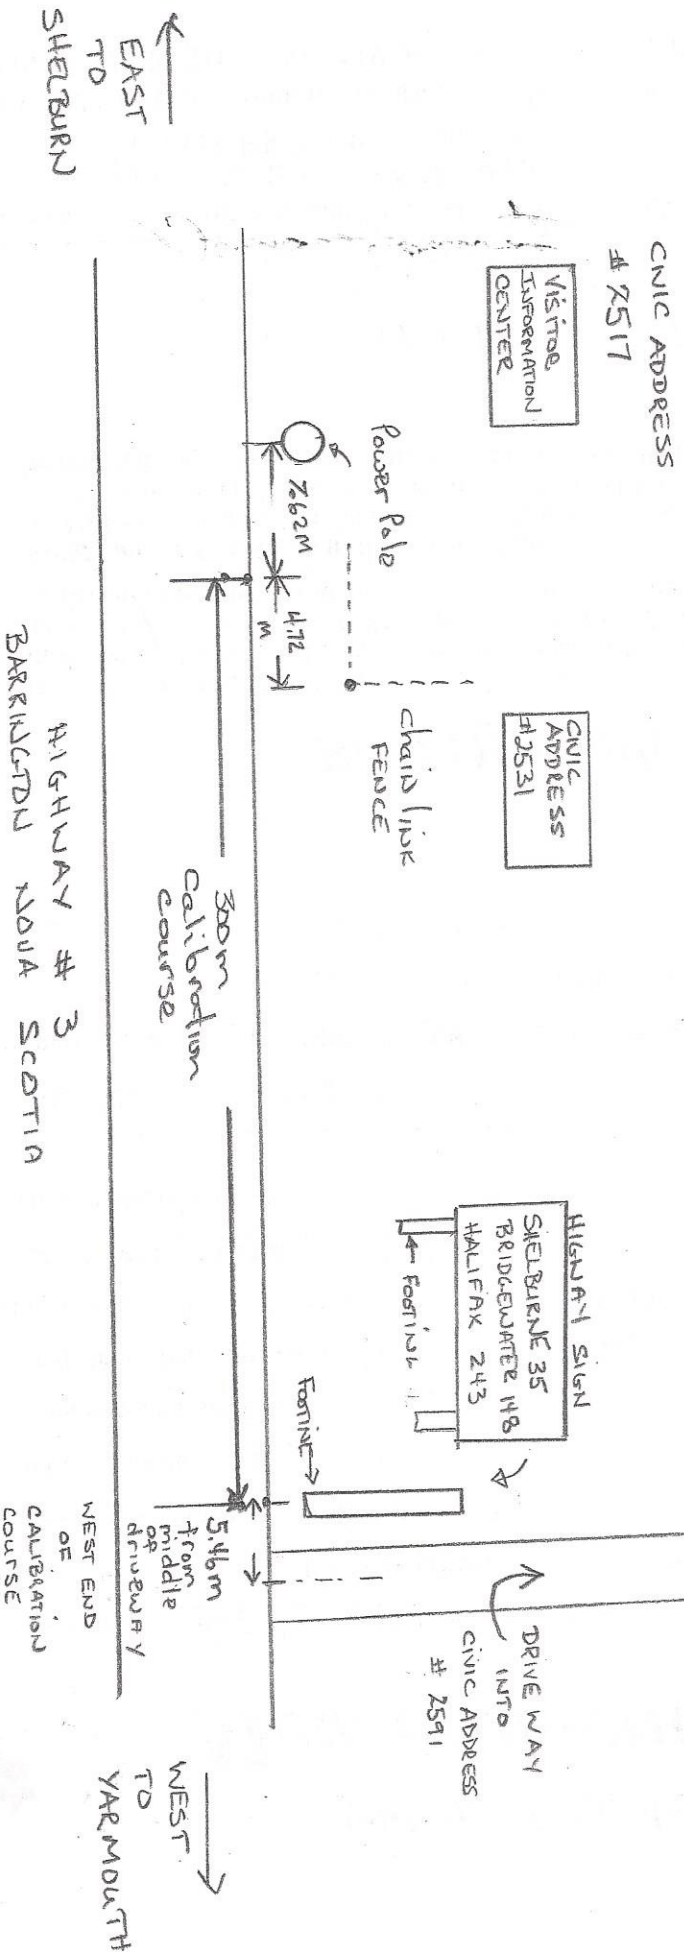 CIVIC ADDRESS
# 2517
VISITOR
INFORMATION
CENTER
Power Pole
7.62M
4.72
M
Chain link
FENCE
CIVIC
ADDRESS
#2531
HIGWAY SIGN
SHELBURNE 35
BRIDGEWATER 148
HALIFAX 243
FOOTING
FOOTING
DRIVE WAY
INTO
CIVIC ADDRESS
# 2591
EAST
TO
SHELBURN
300m
Calibration
course
5.46m
from
middle
of
driveway
WEST END
OF
CALIBRATION
COURSE
WEST
TO
YARMOUTH
HIGHWAY # 3
BARRINGTON NOVA SCOTIA